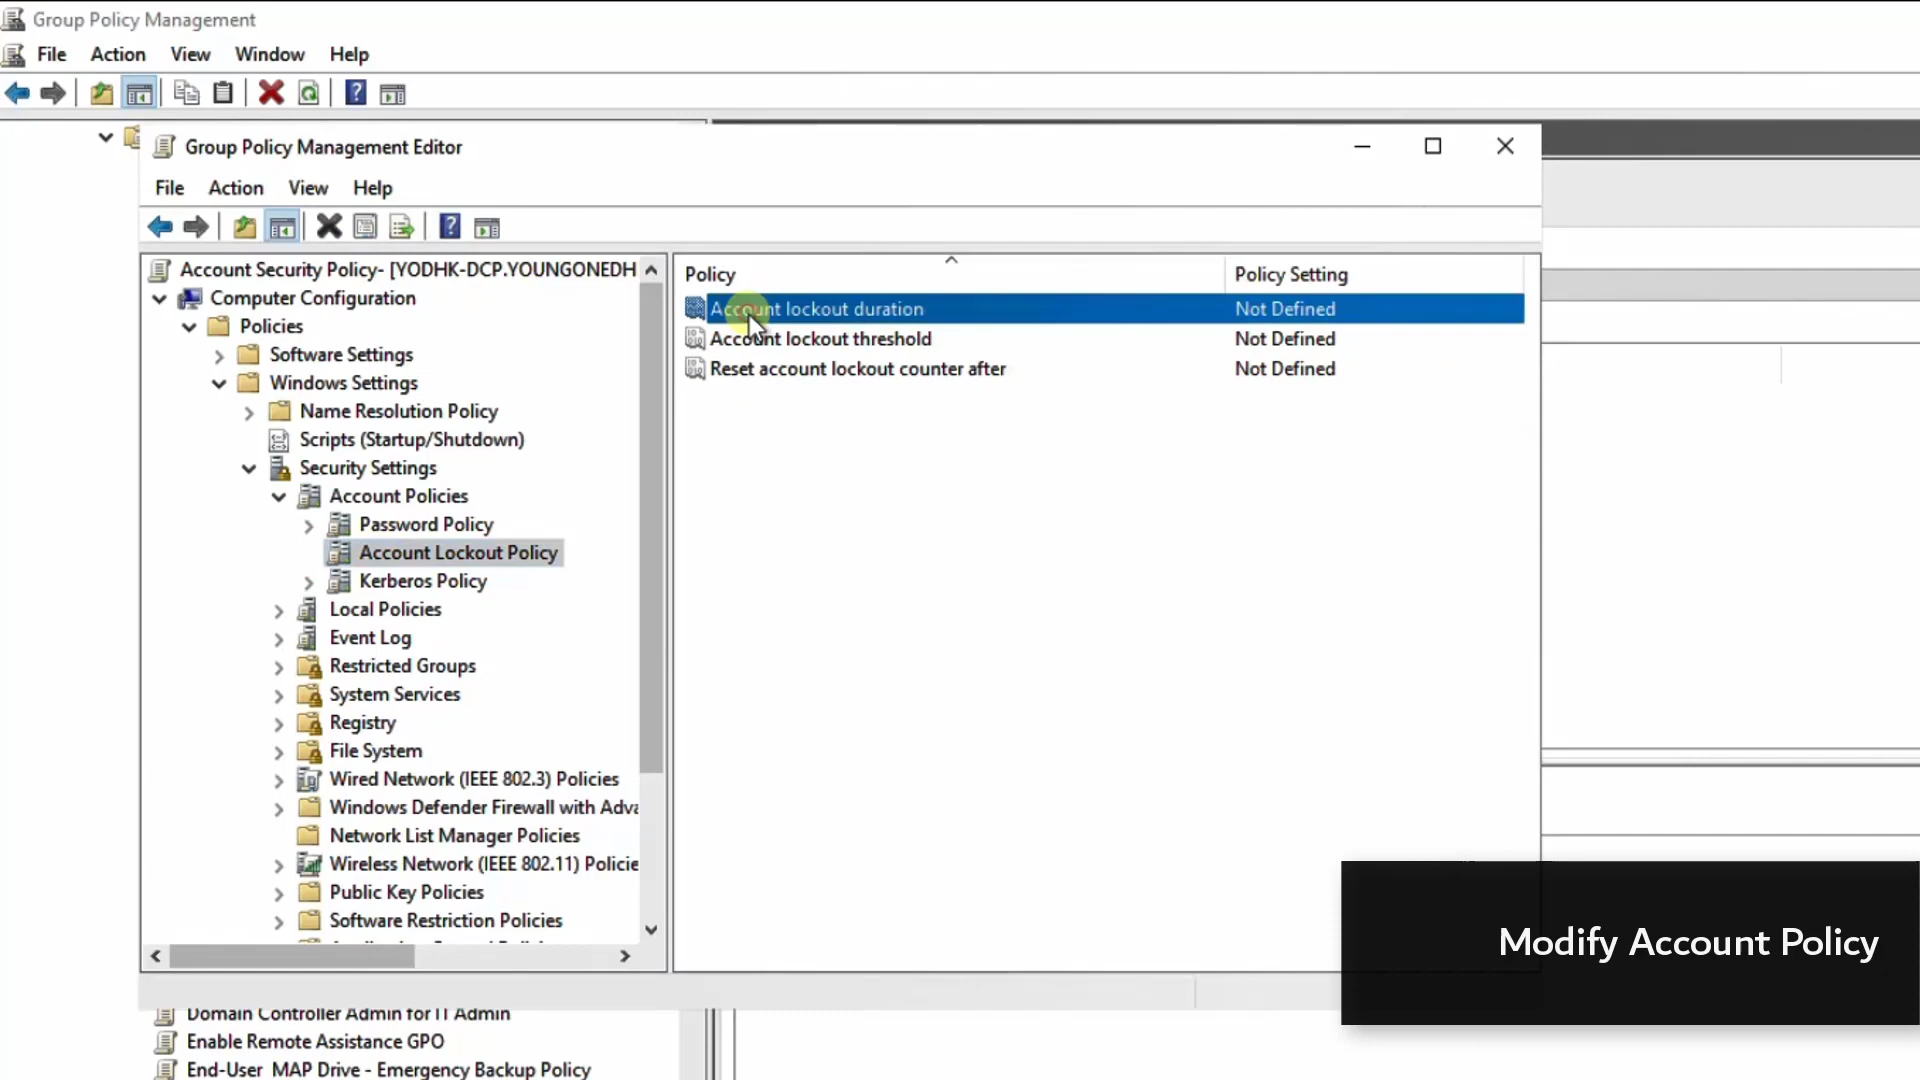 Group Policy Management
File Action View Window Help
Group Policy Management Editor
File Action View Help
Account Security Policy- [YODHK-DCP.YOUNGONEDH
Computer Configuration
Policies
Software Settings
Windows Settings
Name Resolution Policy
Scripts (Startup/Shutdown)
Security Settings
Account Policies
Password Policy
Account Lockout Policy
Kerberos Policy
Local Policies
Event Log
Restricted Groups
System Services
Registry
File System
Wired Network (IEEE 802.3) Policies
Windows Defender Firewall with Adva
Network List Manager Policies
Wireless Network (IEEE 802.11) Policie
Public Key Policies
Software Restriction Policies
Policy Policy Setting
Account lockout duration Not Defined
Account lockout threshold Not Defined
Reset account lockout counter after Not Defined
Domain Controller Admin for IT Admin
Enable Remote Assistance GPO
End-User MAP Drive - Emergency Backup Policy
Modify Account Policy